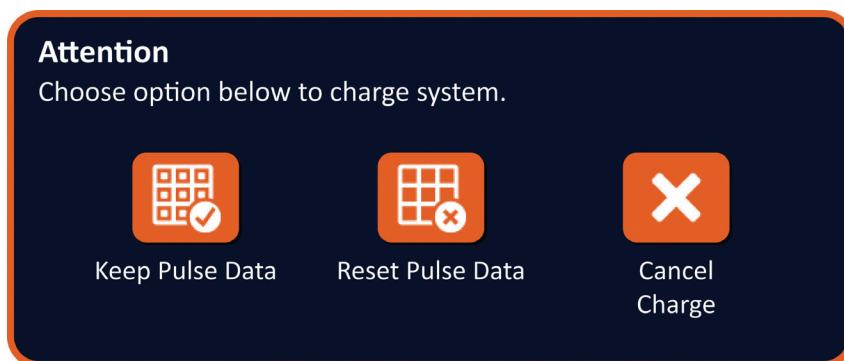 Attention
Choose option below to charge system.
Keep Pulse Data
Reset Pulse Data
Cancel
Charge